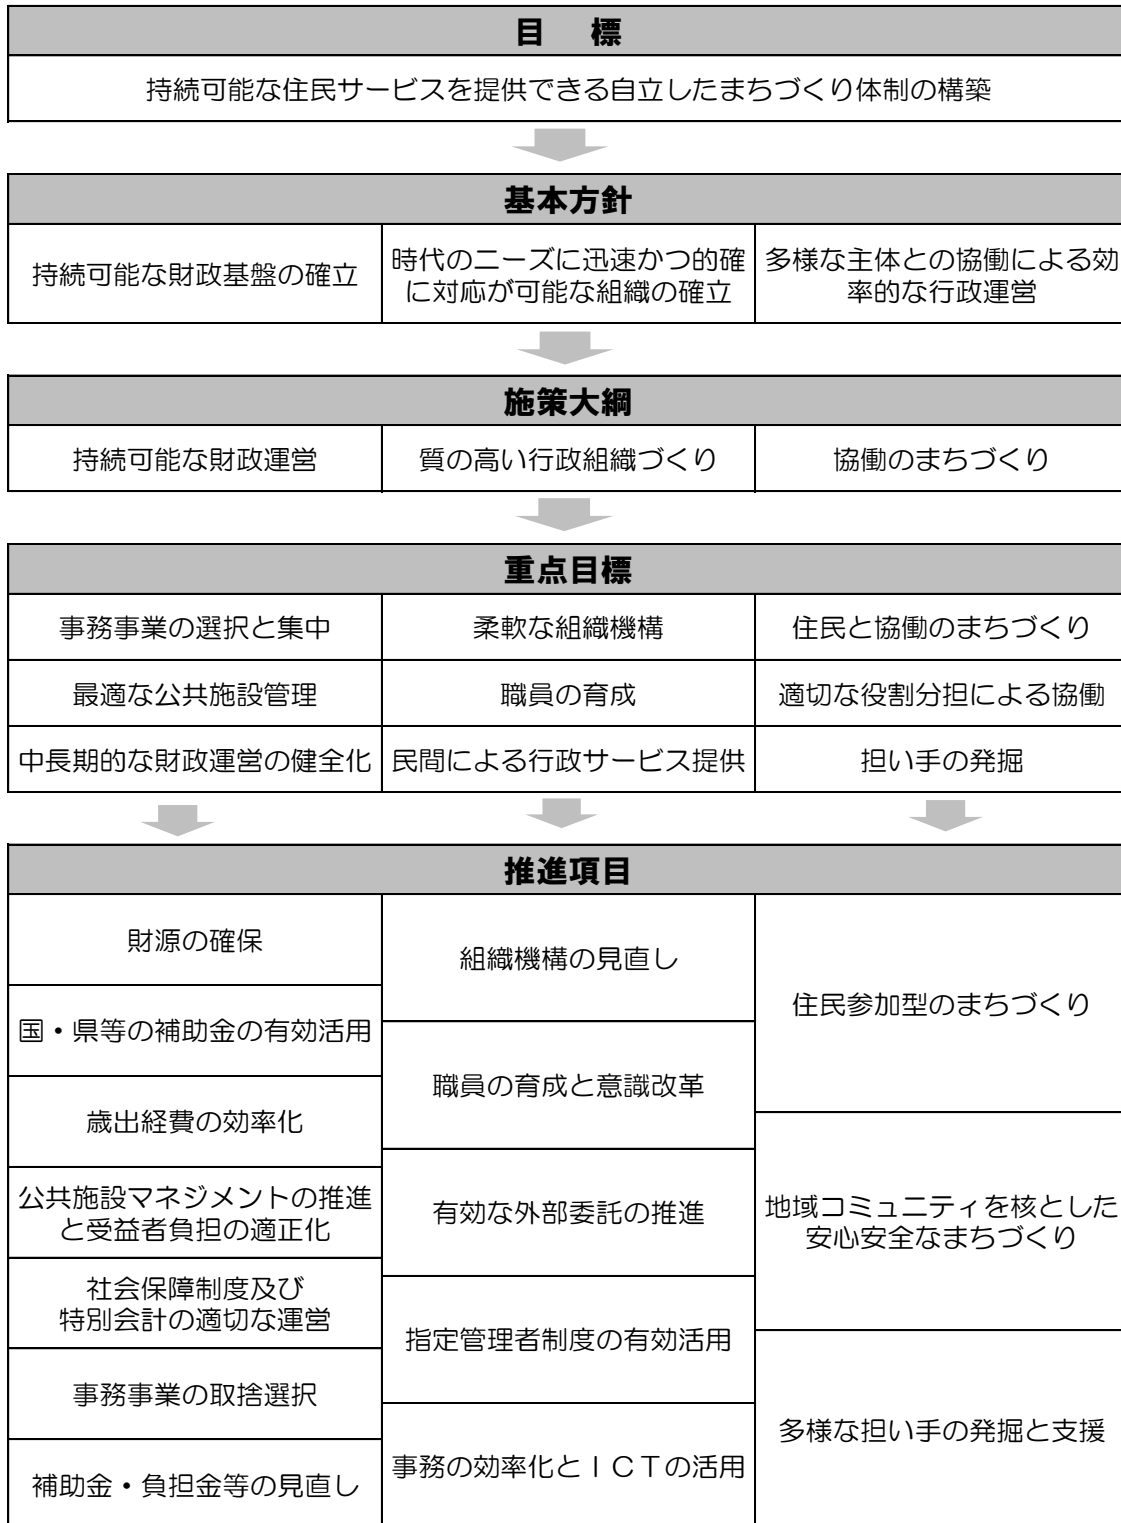 目　標
持続可能な住民サービスを提供できる自立したまちづくり体制の構築
基本方針
持続可能な財政基盤の確立
時代のニーズに迅速かつ的確
に対応が可能な組織の確立
多様な主体との協働による効
率的な行政運営
施策大綱
持続可能な財政運営
質の高い行政組織づくり
協働のまちづくり
重点目標
事務事業の選択と集中
柔軟な組織機構
住民と協働のまちづくり
最適な公共施設管理
職員の育成
適切な役割分担による協働
中長期的な財政運営の健全化
民間による行政サービス提供
担い手の発掘
推進項目
財源の確保
国・県等の補助金の有効活用
歳出経費の効率化
公共施設マネジメントの推進
と受益者負担の適正化
社会保障制度及び
特別会計の適切な運営
事務事業の取捨選択
補助金・負担金等の見直し
組織機構の見直し
職員の育成と意識改革
有効な外部委託の推進
指定管理者制度の有効活用
事務の効率化とＩＣＴの活用
住民参加型のまちづくり
地域コミュニティを核とした
安心安全なまちづくり
多様な担い手の発掘と支援